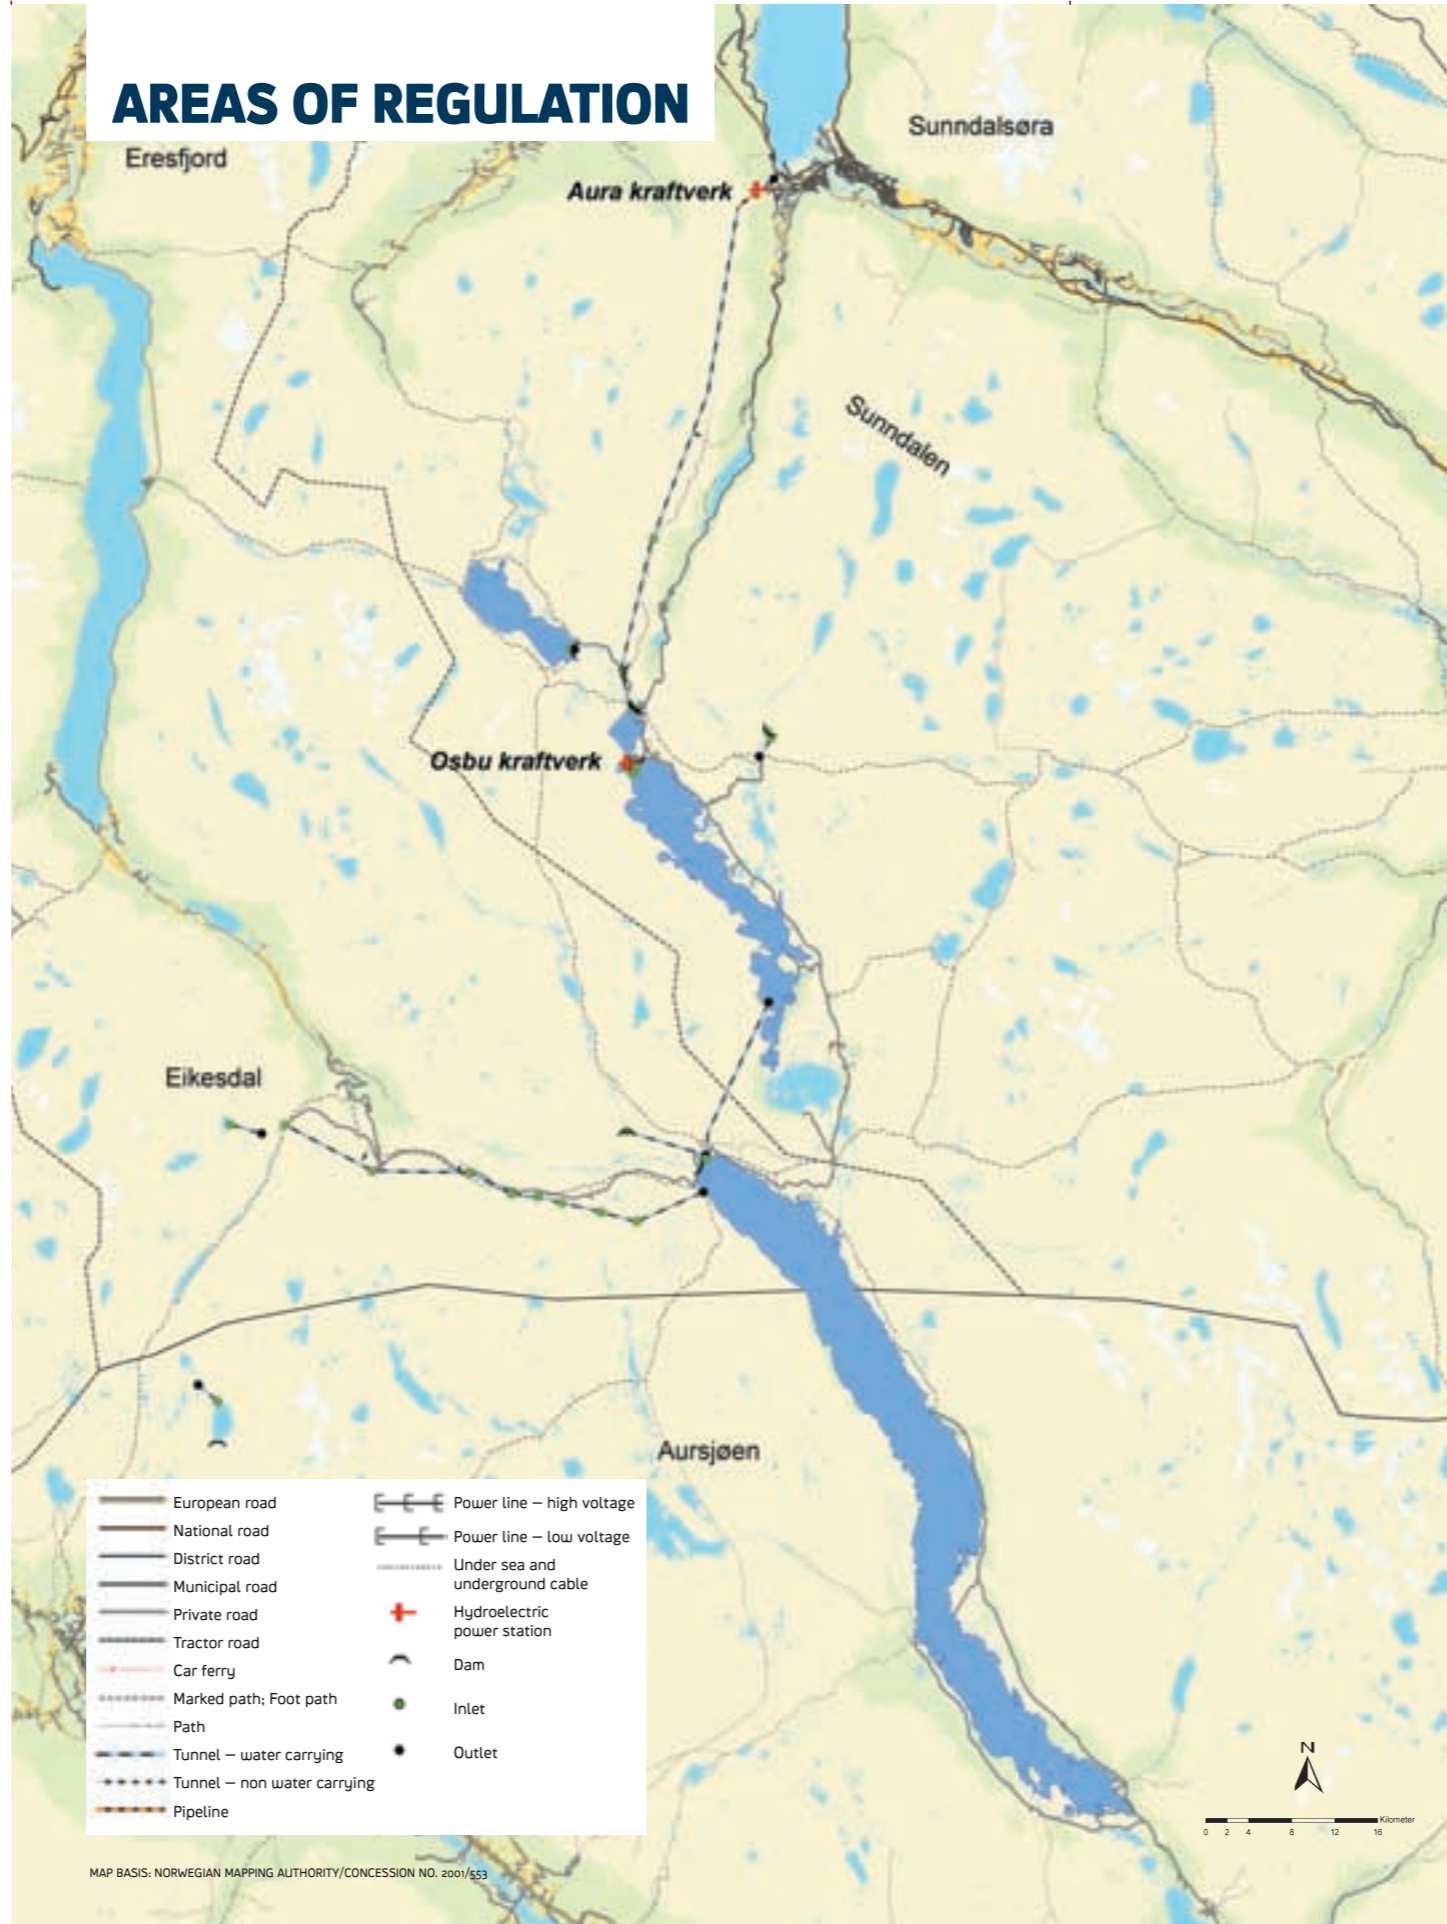 AREAS OF REGULATION
Eresfjord
Sunndalsøra
Aura kraftverk
Sunndalen
Osbu kraftverk
Eikesdal
Aursjøen
European road
National road
District road
Municipal road
Private road
Tractor road
Car ferry
Marked path; Foot path
Path
Tunnel – water carrying
Tunnel – non water carrying
Pipeline
Power line – high voltage
Power line – low voltage
Under sea and
underground cable
Hydroelectric
power station
Dam
Inlet
Outlet
N
Kilometer
0 2 4 8 12 16
MAP BASIS: NORWEGIAN MAPPING AUTHORITY/CONCESSION NO. 2001/553